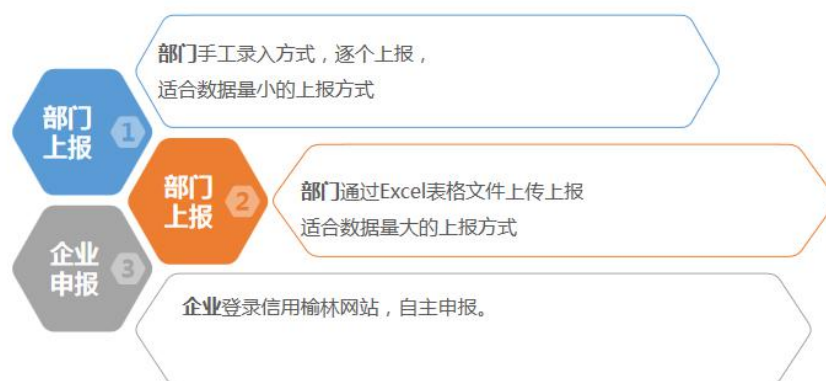 部门手工录入方式，逐个上报，
适合数据量小的上报方式
部门
上报
1
部门
上报
2
部门通过Excel表格文件上传上报
适合数据量大的上报方式
企业
申报
3
企业登录信用榆林网站，自主申报。